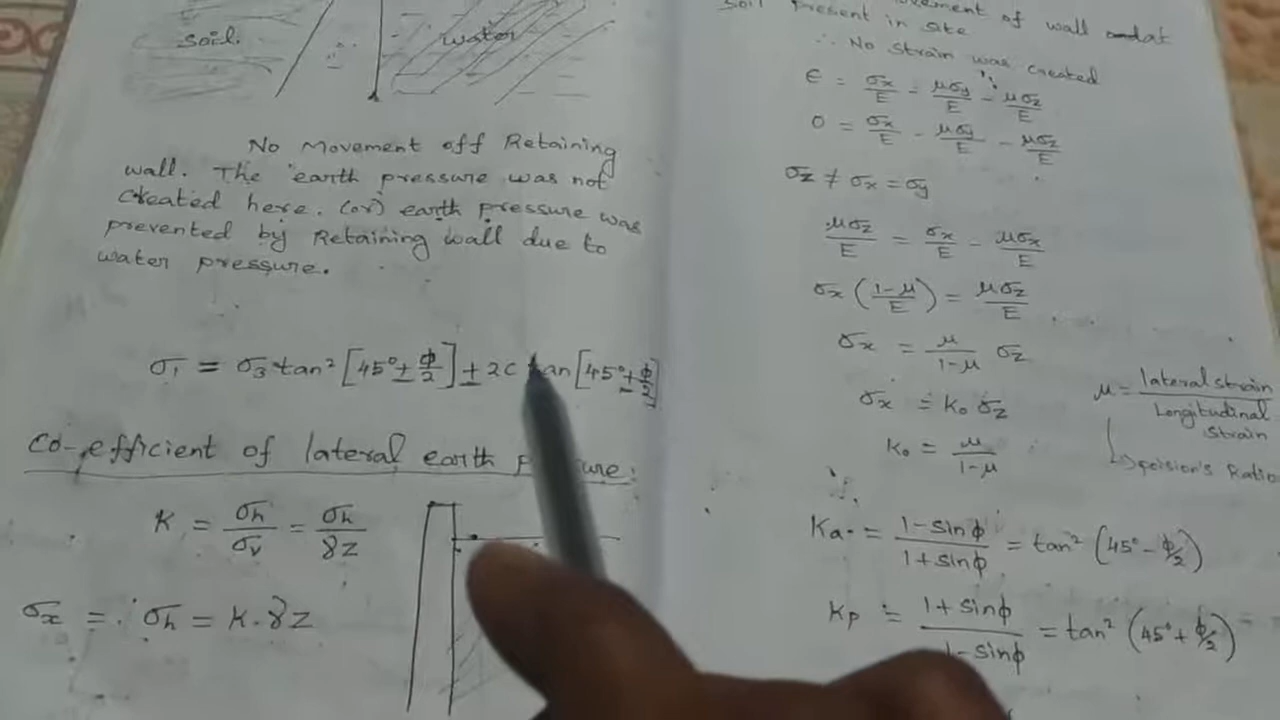 soil.
water
No Movement off Retaining
wall. The earth pressure was not
created here. (or) earth pressure was
prevented by Retaining wall due to
water pressure.
σ₁ = σ₃ tan² [45° + φ/2] + 2c tan [45° + φ/2]
Co-efficient of lateral earth
K = σh/σv = σh/γz
σx = σh = K.γz
of wall
soil present in site
∴ No strain was created
ϵ = σx/E - μσy/E - μσz/E
0 = σx/E - μσy/E - μσz/E
σz ≠ σx = σy
μσz/E = σx/E - μσx/E
σx (1-μ/E) = μσz/E
σx = μ/1-μ σz
σx = K₀ σz
K₀ = μ/1-μ
μ = lateral strain/Longitudinal strain
Ka = 1-sinφ/1+sinφ = tan² (45° - φ/2)
Kp = 1+sinφ/1-sinφ = tan² (45° + φ/2)